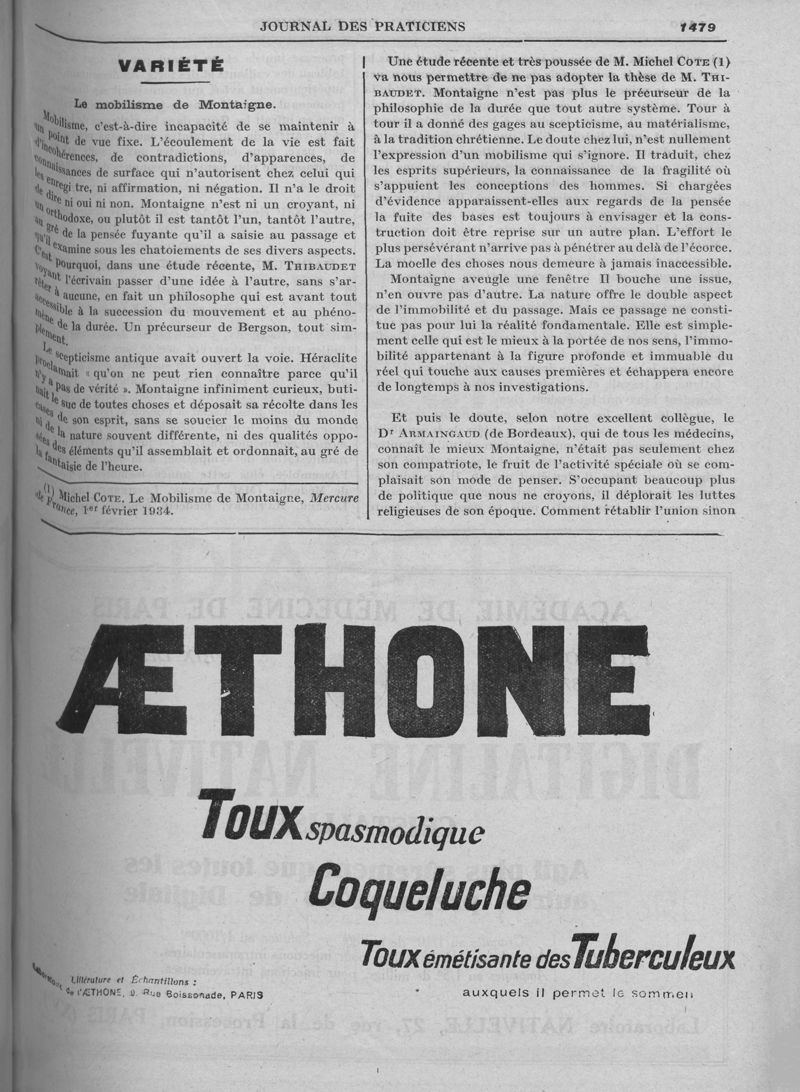 JOURNAL DES PRATICIENS
1479
VARIÉTÉ
Le mobilisme de Montaigne.
Mobilisme, c'est-à-dire incapacité de se maintenir à
un point de vue fixe. L'écoulement de la vie est fait
d'incohérences, de contradictions, d'apparences, de
connaissances de surface qui n'autorisent chez celui qui
les enregi tre, ni affirmation, ni négation. Il n'a le droit
de dire ni oui ni non. Montaigne n'est ni un croyant, ni
un orthodoxe, ou plutôt il est tantôt l'un, tantôt l'autre,
au gré de la pensée fuyante qu'il a saisie au passage et
qu'il examine sous les chatoiements de ses divers aspects.
C'est pourquoi, dans une étude récente, M. THIBAUDET
voyant l'écrivain passer d'une idée à l'autre, sans s'ar-
rêter à aucune, en fait un philosophe qui est avant tout
accessible à la succession du mouvement et au phéno-
mène de la durée. Un précurseur de Bergson, tout sim-
plement.
Le scepticisme antique avait ouvert la voie. Héraclite
proclamait « qu'on ne peut rien connaître parce qu'il
n'y a pas de vérité ». Montaigne infiniment curieux, buti-
nait le suc de toutes choses et déposait sa récolte dans les
cases de son esprit, sans se soucier le moins du monde
ni de la nature souvent différente, ni des qualités oppo-
sées des éléments qu'il assemblait et ordonnait, au gré de
la fantaisie de l'heure.
(1) Michel COTE. Le Mobilisme de Montaigne, Mercure
de France, 1er février 1934.
Une étude récente et très poussée de M. Michel COTE (1)
va nous permettre de ne pas adopter la thèse de M. THI-
BAUDET. Montaigne n'est pas plus le précurseur de la
philosophie de la durée que tout autre système. Tour à
tour il a donné des gages au scepticisme, au matérialisme,
à la tradition chrétienne. Le doute chez lui, n'est nullement
l'expression d'un mobilisme qui s'ignore. Il traduit, chez
les esprits supérieurs, la connaissance de la fragilité où
s'appuient les conceptions des hommes. Si chargées
d'évidence apparaissent-elles aux regards de la pensée
la fuite des bases est toujours à envisager et la cons-
truction doit être reprise sur un autre plan. L'effort le
plus persévérant n'arrive pas à pénétrer au delà de l'écorce.
La moelle des choses nous demeure à jamais inaccessible.
Montaigne aveugle une fenêtre Il bouche une issue,
n'en ouvre pas d'autre. La nature offre le double aspect
de l'immobilité et du passage. Mais ce passage ne consti-
tue pas pour lui la réalité fondamentale. Elle est simple-
ment celle qui est le mieux à la portée de nos sens, l'immo-
bilité appartenant à la figure profonde et immuable du
réel qui touche aux causes premières et échappera encore
de longtemps à nos investigations.
Et puis le doute, selon notre excellent collègue, le
Dr ARMAINGAUD (de Bordeaux), qui de tous les médecins,
connaît le mieux Montaigne, n'était pas seulement chez
son compatriote, le fruit de l'activité spéciale où se com-
plaisait son mode de penser. S'occupant beaucoup plus
de politique que nous ne croyons, il déplorait les luttes
religieuses de son époque. Comment rétablir l'union sinon
ÆTHONE
Toux spasmodique
Coqueluche
Toux émétisante des Tuberculeux
auxquels il permet le sommeil
Littérature et Échantillons :
de l'ÆTHONE, Rue Boissonade, PARIS